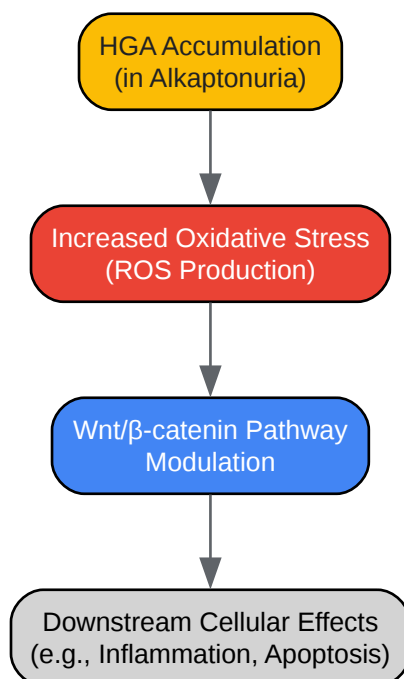 HGA Accumulation
(in Alkaptonuria)
Increased Oxidative Stress
(ROS Production)
Wnt/β-catenin Pathway
Modulation
Downstream Cellular Effects
(e.g., Inflammation, Apoptosis)